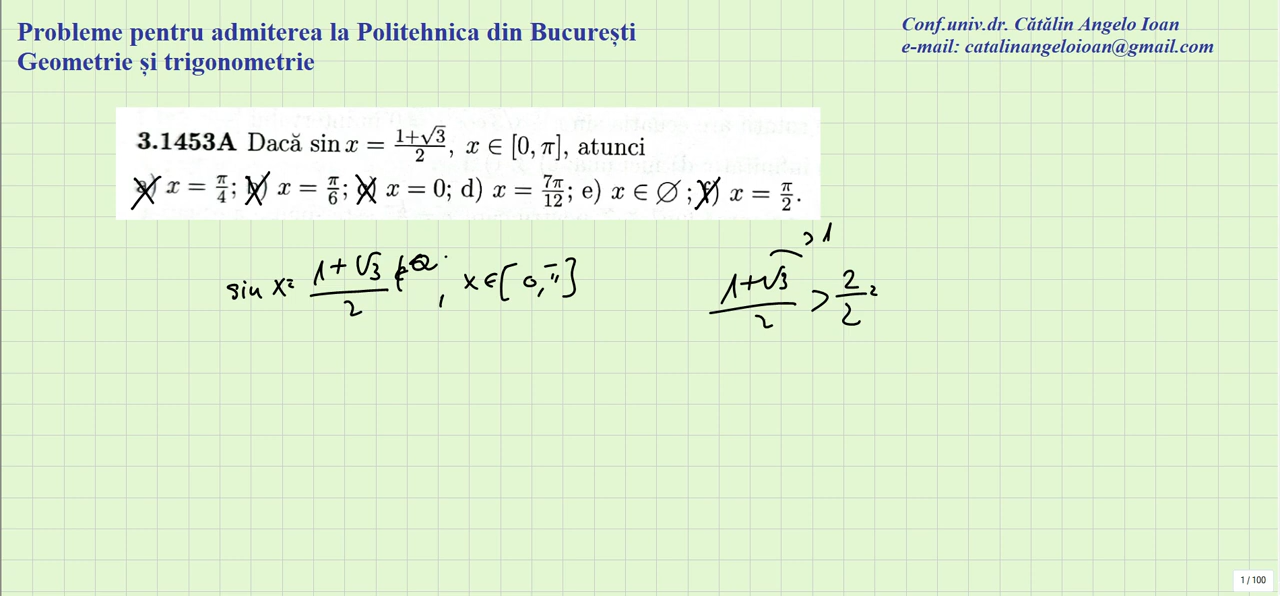 Probleme pentru admiterea la Politehnica din București
Geometrie și trigonometrie
Conf.univ.dr. Cătălin Angelo Ioan
e-mail: catalinangeloioan@gmail.com
3.1453A Dacă sin x = (1+√3)/2, x ∈ [0, π], atunci
a) x = π/4; b) x = π/6; c) x = 0; d) x = 7π/12; e) x ∈ ∅; f) x = π/2.
>1
sin x = (1+√3)/2 ∉ Q, x ∈ [0, π]
(1+√3)/2 > 2/2 =
1 / 100